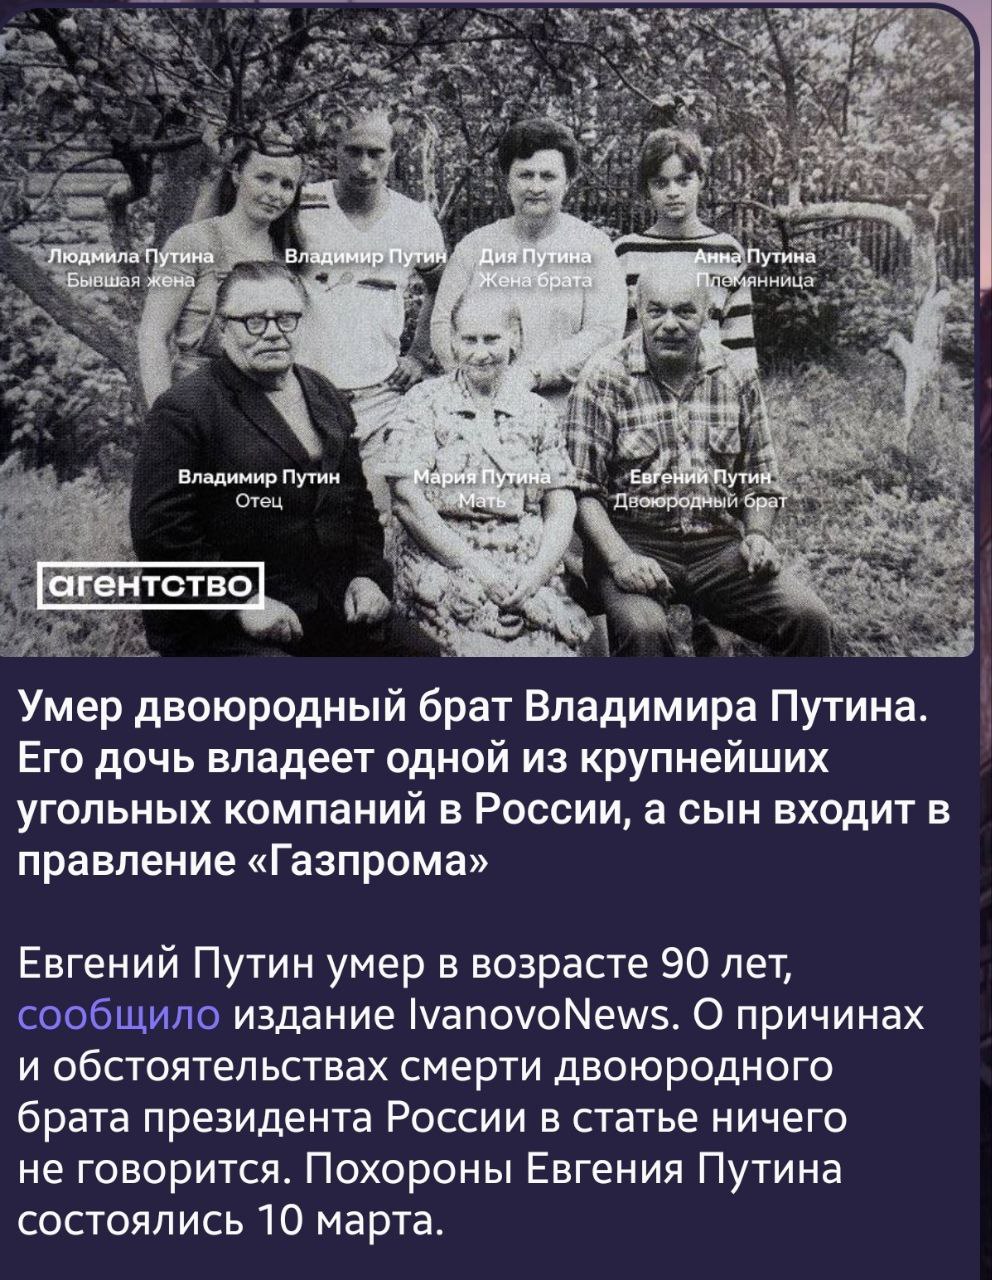 Людмила Путина
Бывшая жена
Владимир Путин
Дия Путина
Жена брата
Анна Путина
Племянница
Владимир Путин
Отец
Мария Путина
Мать
Евгений Путин
Двоюродный брат
агентство
Умер двоюродный брат Владимира Путина.
Его дочь владеет одной из крупнейших
угольных компаний в России, а сын входит в
правление «Газпрома»
Евгений Путин умер в возрасте 90 лет,
сообщило издание IvanovoNews. О причинах
и обстоятельствах смерти двоюродного
брата президента России в статье ничего
не говорится. Похороны Евгения Путина
состоялись 10 марта.